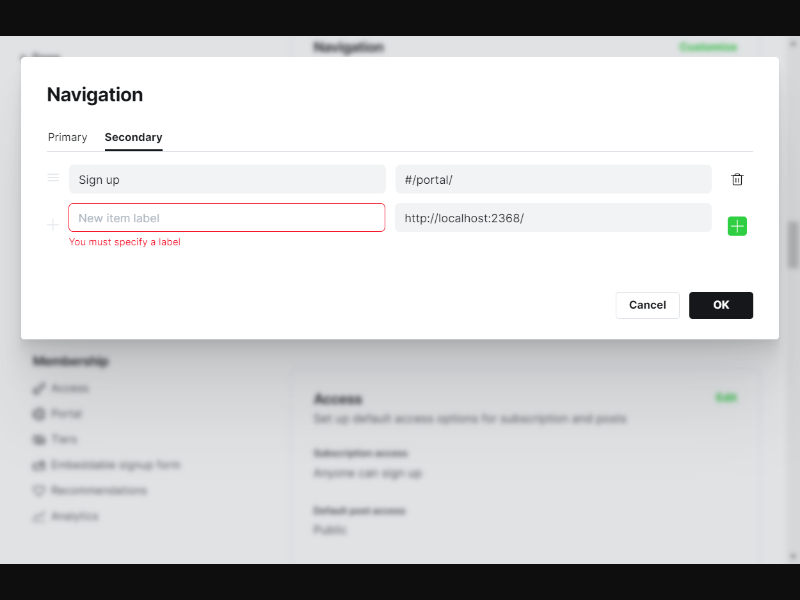 Navigation
Customize
Navigation
Primary
Secondary
Sign up
#/portal/
New item label
http://localhost:2368/
You must specify a label
Cancel
OK
Membership
Access
Portal
Tiers
Embeddable signup form
Recommendations
Analytics
Access
Edit
Set up default access options for subscription and posts
Subscription access
Anyone can sign up
Default post access
Public